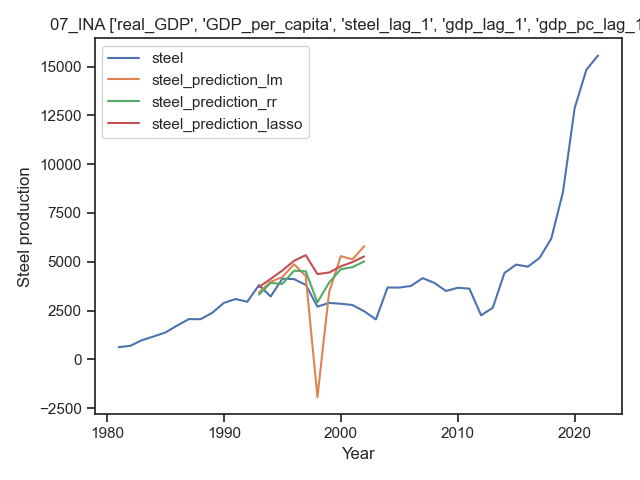 07_INA ['real_GDP', 'GDP_per_capita', 'steel_lag_1', 'gdp_lag_1', 'gdp_pc_lag_1
steel
steel_prediction_lm
steel_prediction_rr
steel_prediction_lasso
Steel production
15000
12500
10000
7500
5000
2500
0
−2500
1980
1990
2000
2010
2020
Year